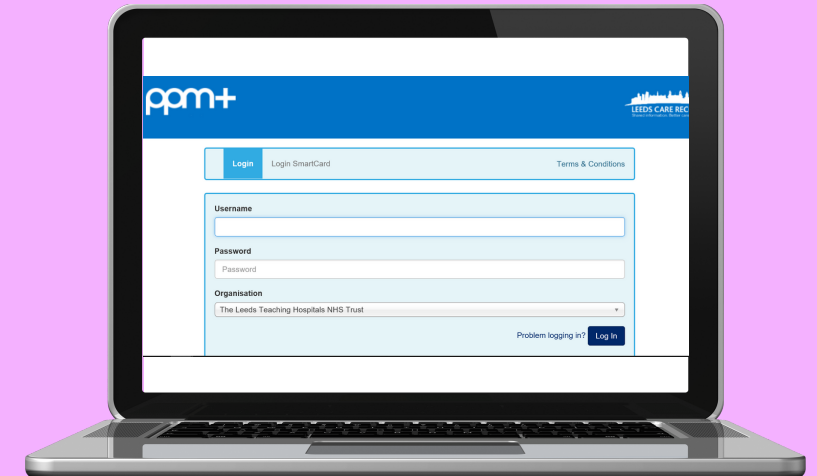 ppm+
LEEDS CARE REC
Login Login SmartCard Terms & Conditions
Username
Password
Password
Organisation
The Leeds Teaching Hospitals NHS Trust
Problem logging in? Log In